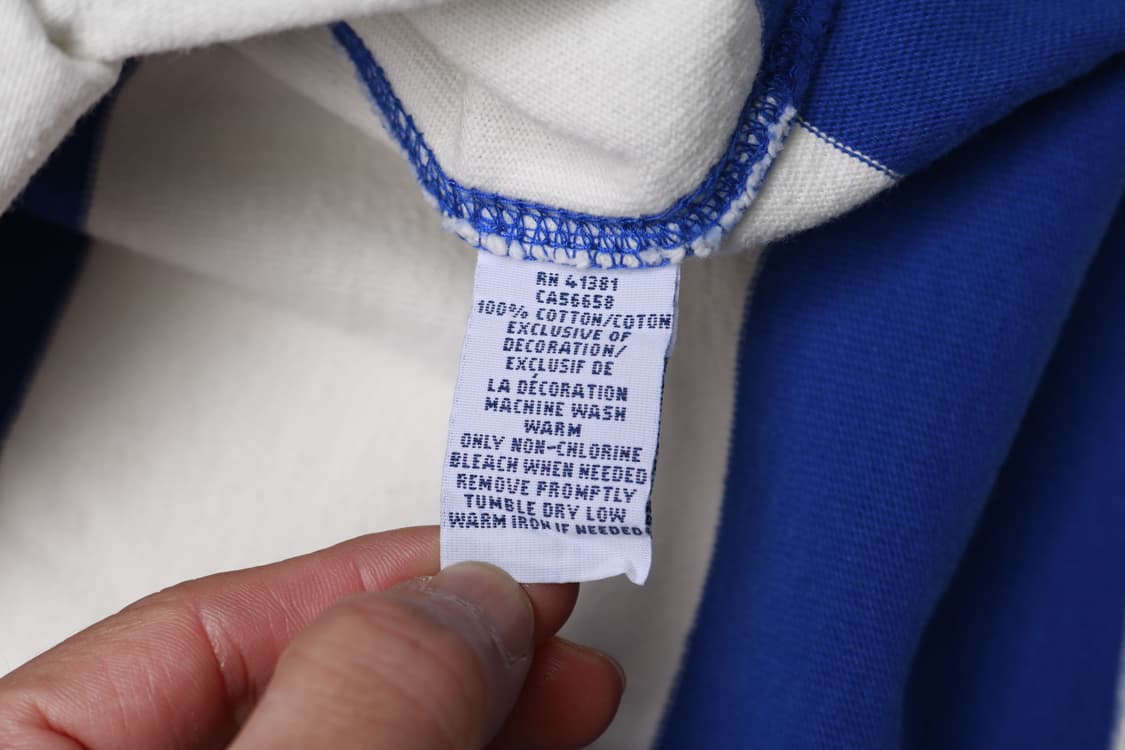 RN 41381
CA56658
100% COTTON/COTON
EXCLUSIVE OF
DECORATION/
EXCLUSIF DE
LA DÉCORATION
MACHINE WASH
WARM
ONLY NON-CHLORINE
BLEACH WHEN NEEDED
REMOVE PROMPTLY
TUMBLE DRY LOW
WARM IRON IF NEEDED